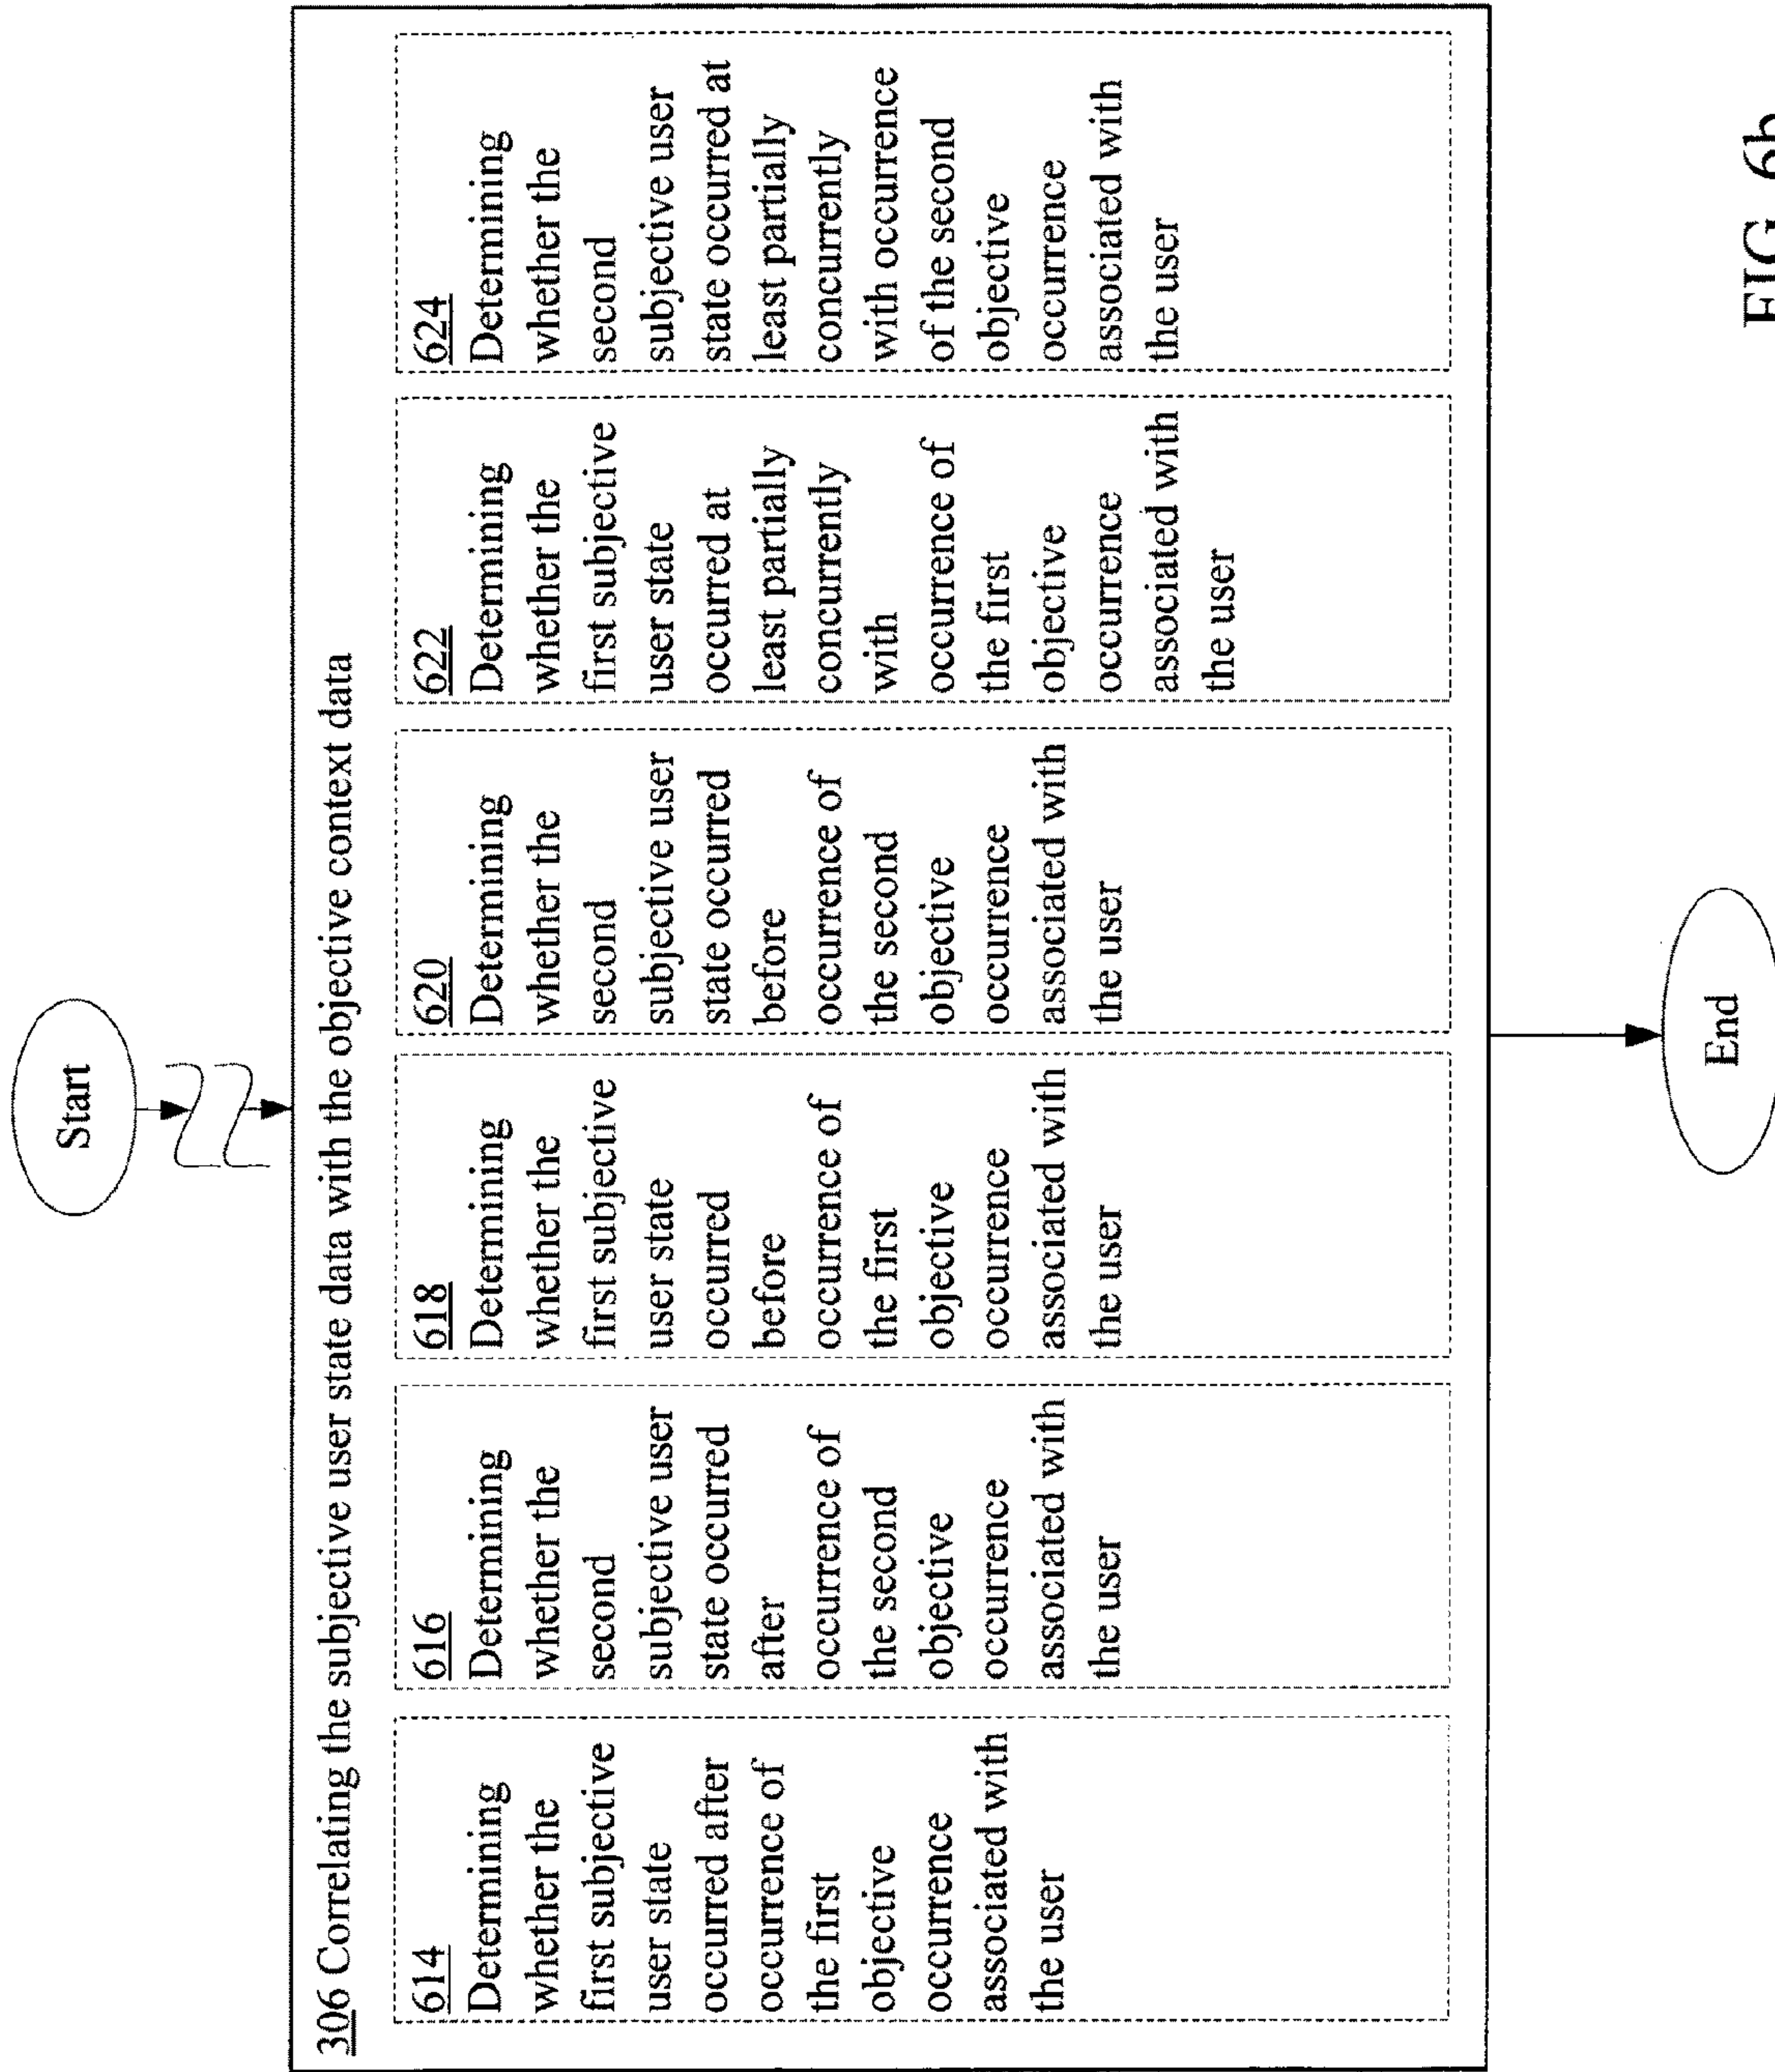 Start
306 Correlating the subjective user state data with the objective context data
614
Determining
whether the
first subjective
user state
occurred after
occurrence of
the first
objective
occurrence
associated with
the user
616
Determining
whether the
second
subjective user
state occurred
after
occurrence of
the second
objective
occurrence
associated with
the user
618
Determining
whether the
first subjective
user state
occurred
before
occurrence of
the first
objective
occurrence
associated with
the user
620
Determining
whether the
second
subjective user
state occurred
before
occurrence of
the second
objective
occurrence
associated with
the user
622
Determining
whether the
first subjective
user state
occurred at
least partially
concurrently
with
occurrence of
the first
objective
occurrence
associated with
the user
624
Determining
whether the
second
subjective user
state occurred at
least partially
concurrently
with occurrence
of the second
objective
occurrence
associated with
the user
End
FIG. 6b